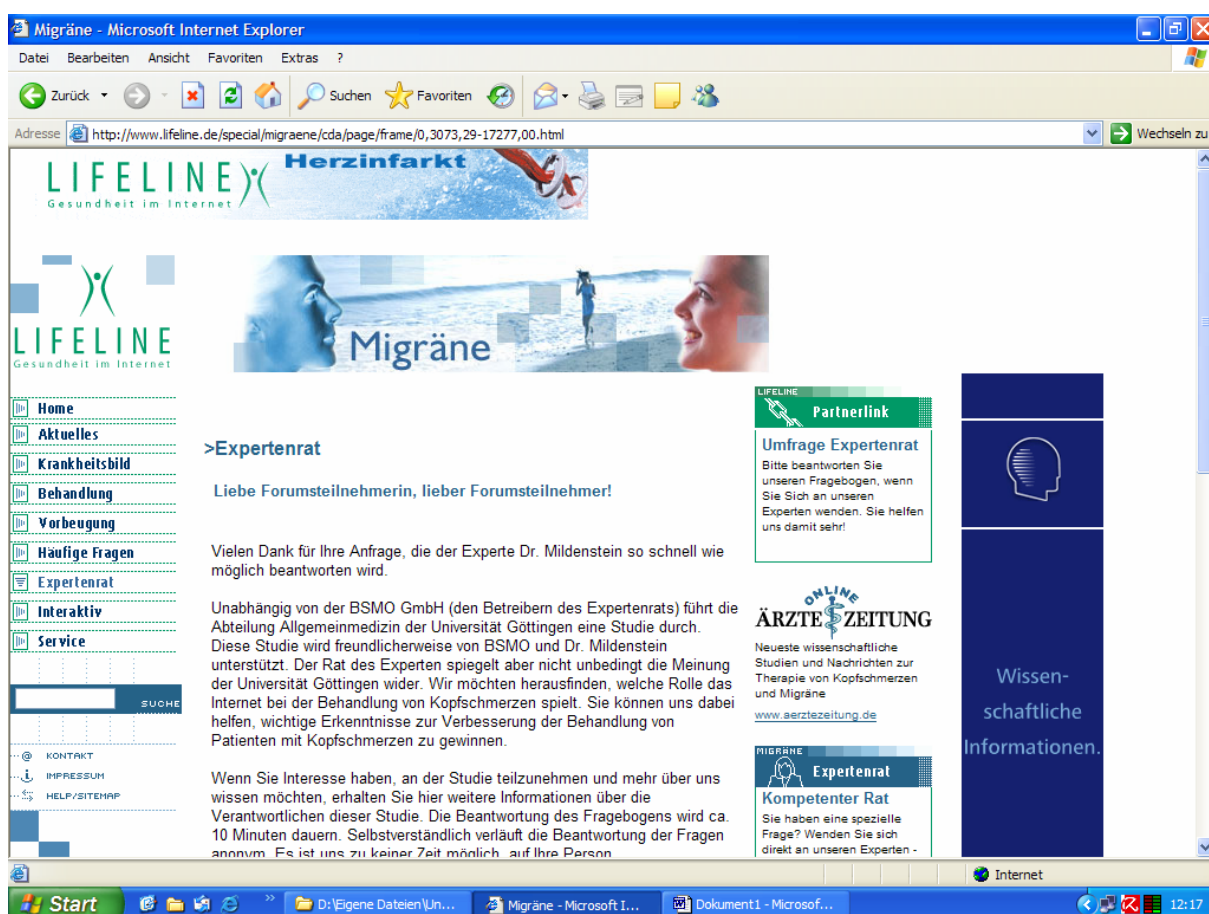 Migräne - Microsoft Internet Explorer
Datei Bearbeiten Ansicht Favoriten Extras ?
Zurück Suchen Favoriten
Adresse http://www.lifeline.de/special/migraene/cda/page/frame/0,3073,29-17277,00.html Wechseln zu
LIFELINE
Gesundheit im Internet
Herzinfarkt
LIFELINE
Gesundheit im Internet
Migräne
Home
Aktuelles
Krankheitsbild
Behandlung
Vorbeugung
Häufige Fragen
Expertenrat
Interaktiv
Service
SUCHE
KONTAKT
IMPRESSUM
HELP/SITEMAP
>Expertenrat
Liebe Forumsteilnehmerin, lieber Forumsteilnehmer!
Vielen Dank für Ihre Anfrage, die der Experte Dr. Mildenstein so schnell wie
möglich beantworten wird.
Unabhängig von der BSMO GmbH (den Betreibern des Expertenrats) führt die
Abteilung Allgemeinmedizin der Universität Göttingen eine Studie durch.
Diese Studie wird freundlicherweise von BSMO und Dr. Mildenstein
unterstützt. Der Rat des Experten spiegelt aber nicht unbedingt die Meinung
der Universität Göttingen wider. Wir möchten herausfinden, welche Rolle das
Internet bei der Behandlung von Kopfschmerzen spielt. Sie können uns dabei
helfen, wichtige Erkenntnisse zur Verbesserung der Behandlung von
Patienten mit Kopfschmerzen zu gewinnen.
Wenn Sie Interesse haben, an der Studie teilzunehmen und mehr über uns
wissen möchten, erhalten Sie hier weitere Informationen über die
Verantwortlichen dieser Studie. Die Beantwortung des Fragebogens wird ca.
10 Minuten dauern. Selbstverständlich verläuft die Beantwortung der Fragen
anonym. Es ist uns zu keiner Zeit möglich, auf Ihre Person
LIFELINE
Partnerlink
Umfrage Expertenrat
Bitte beantworten Sie
unseren Fragebogen, wenn
Sie Sich an unseren
Experten wenden. Sie helfen
uns damit sehr!
ONLINE
ÄRZTE ZEITUNG
Neueste wissenschaftliche
Studien und Nachrichten zur
Therapie von Kopfschmerzen
und Migräne
www.aerztezeitung.de
MIGRÄNE
Expertenrat
Kompetenter Rat
Sie haben eine spezielle
Frage? Wenden Sie sich
direkt an unseren Experten -
Wissen-
schaftliche
Informationen.
Internet
Start D:\Eigene Dateien\Un... Migräne - Microsoft I... Dokument1 - Microsof... 12:17